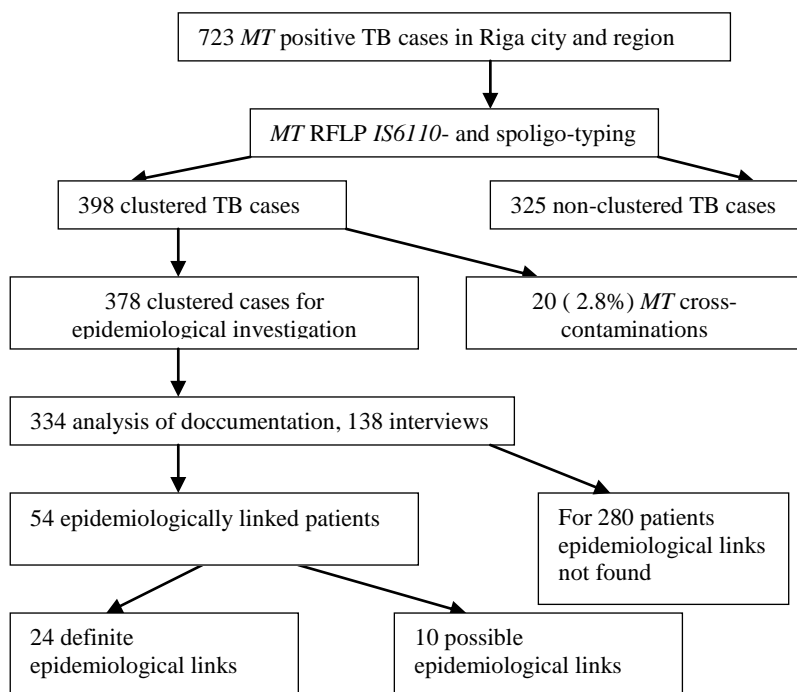 723 MT positive TB cases in Riga city and region
MT RFLP IS6110- and spoligo-typing
398 clustered TB cases
325 non-clustered TB cases
378 clustered cases for
epidemiological investigation
20 ( 2.8%) MT cross-
contaminations
334 analysis of doccumentation, 138 interviews
54 epidemiologically linked patients
For 280 patients
epidemiological links
not found
24 definite
epidemiological links
10 possible
epidemiological links